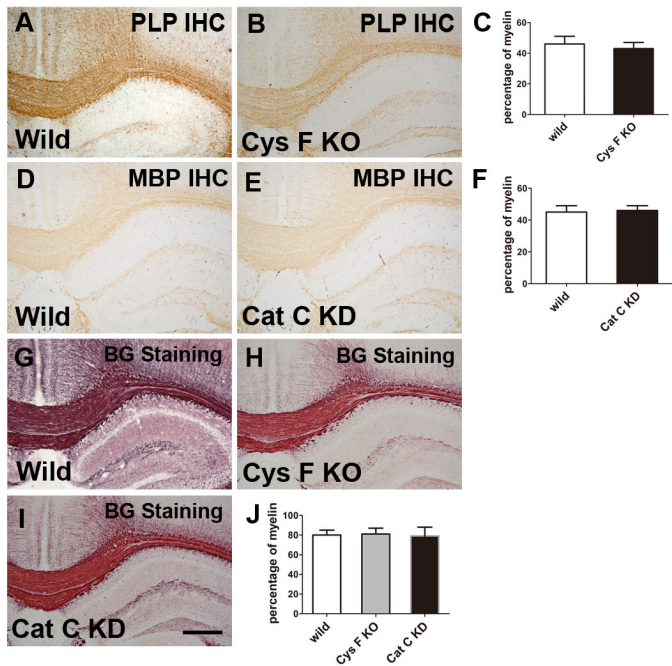 A PLP IHC
Wild
B PLP IHC
Cys F KO
C
percentage of myelin
60
40
20
0
wild
Cys F KO
D MBP IHC
Wild
E MBP IHC
Cat C KD
F
percentage of myelin
60
40
20
0
wild
Cat C KD
G BG Staining
Wild
H BG Staining
Cys F KO
I BG Staining
Cat C KD
J
percentage of myelin
100
80
60
40
20
0
wild
Cys F KO
Cat C KD